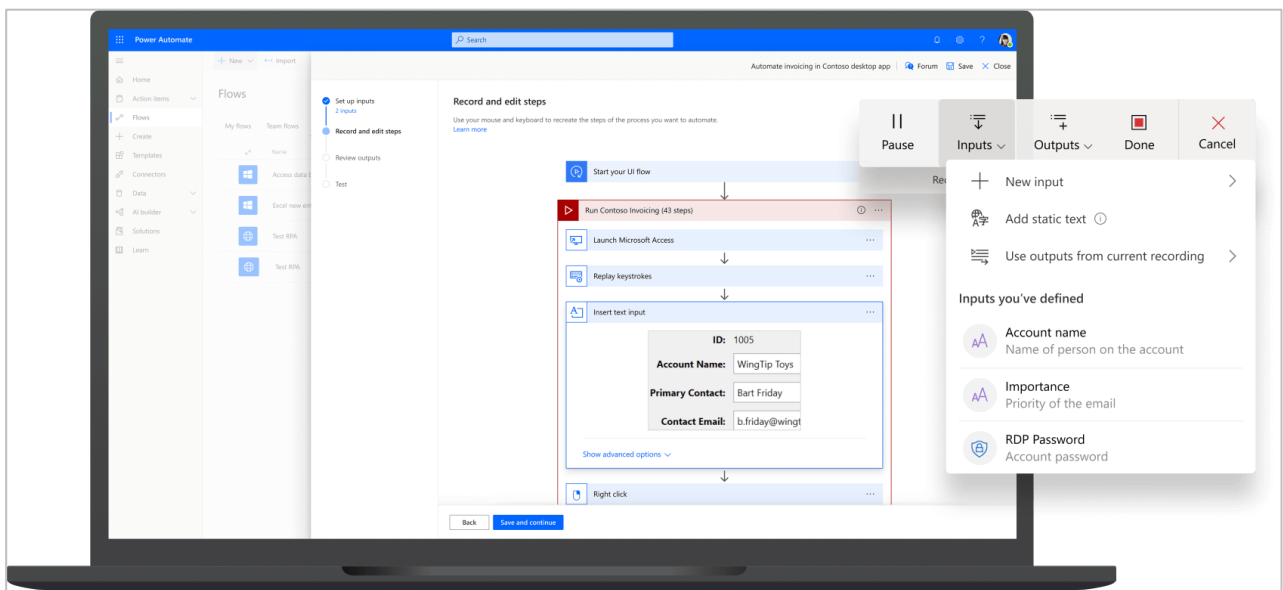 Power Automate
Search
?
New
Import
Automate invoicing in Contoso desktop app
Forum
Save
Close
Home
Action items
Flows
Create
Templates
Connectors
Data
AI builder
Solutions
Learn
Flows
My flows
Team flows
Name
Access data
Excel new
Test RPA
Test RPA
Set up inputs
2 inputs
Record and edit steps
Review outputs
Test
Record and edit steps
Use your mouse and keyboard to recreate the steps of the process you want to automate.
Learn more
Start your UI flow
Run Contoso Invoicing (43 steps)
Launch Microsoft Access
Replay keystrokes
Insert text input
ID: 1005
Account Name: WingTip Toys
Primary Contact: Bart Friday
Contact Email: b.friday@wingt
Show advanced options
Right click
Back
Save and continue
Pause
Inputs
Outputs
Done
Cancel
New input
Add static text
Use outputs from current recording
Inputs you've defined
Account name
Name of person on the account
Importance
Priority of the email
RDP Password
Account password